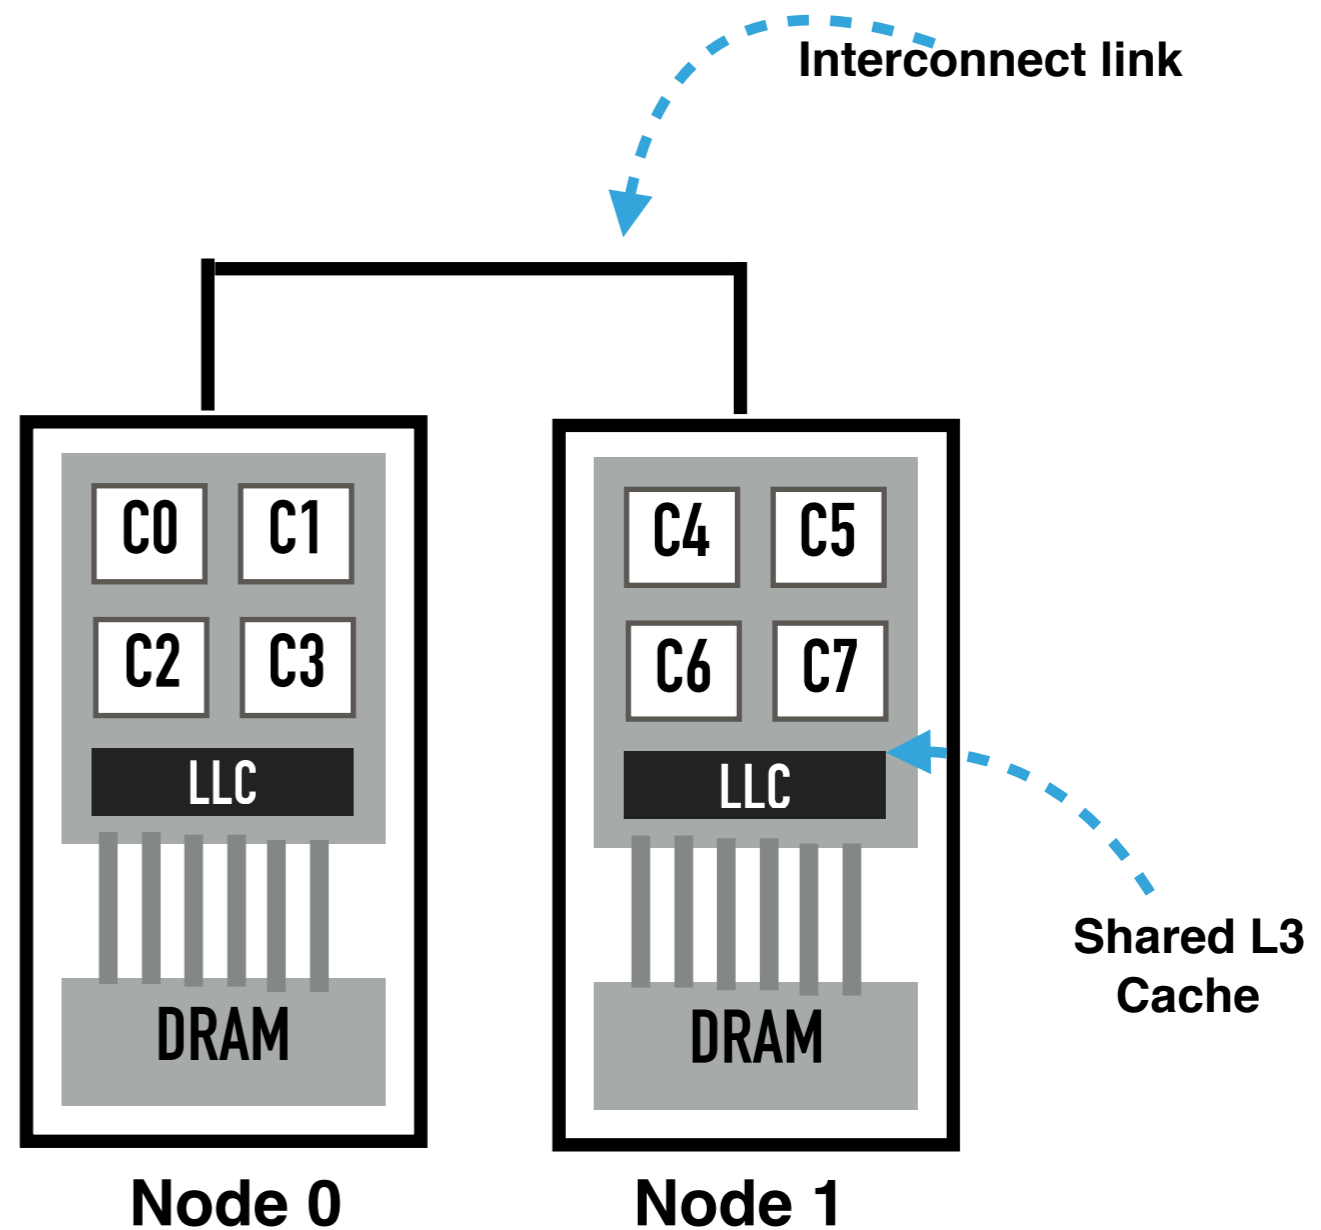 Interconnect link
C0 C1
C2 C3
LLC
DRAM
Node 0
C4 C5
C6 C7
LLC
DRAM
Node 1
Shared L3
Cache